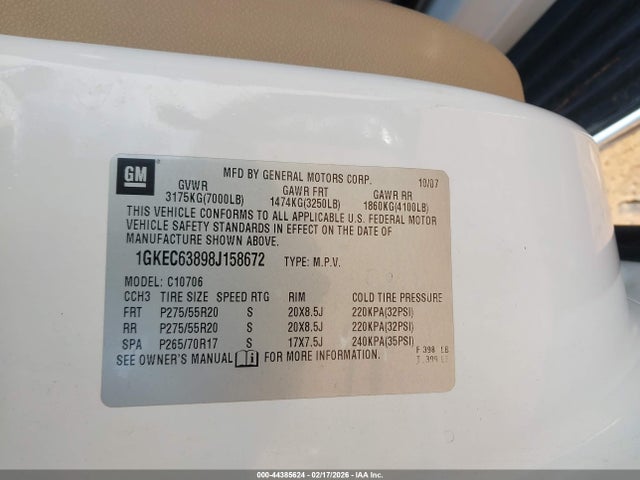 GM
MFD BY GENERAL MOTORS CORP. 10/07
GVWR GAWR FRT GAWR RR
3175KG(7000LB) 1474KG(3250LB) 1860KG(4100LB)
THIS VEHICLE CONFORMS TO ALL APPLICABLE U.S. FEDERAL MOTOR
VEHICLE SAFETY STANDARDS IN EFFECT ON THE DATE OF
MANUFACTURE SHOWN ABOVE.
1GKEC63898J158672 TYPE: M.P.V.
MODEL: C10706
CCH3 TIRE SIZE SPEED RTG RIM COLD TIRE PRESSURE
FRT P275/55R20 S 20X8.5J 220KPA(32PSI)
RR P275/55R20 S 20X8.5J 220KPA(32PSI)
SPA P265/70R17 S 17X7.5J 240KPA(35PSI)
SEE OWNER'S MANUAL FOR MORE INFORMATION.
F 398 LB
T 399
000-44385624 - 02/17/2026 - IAA Inc.